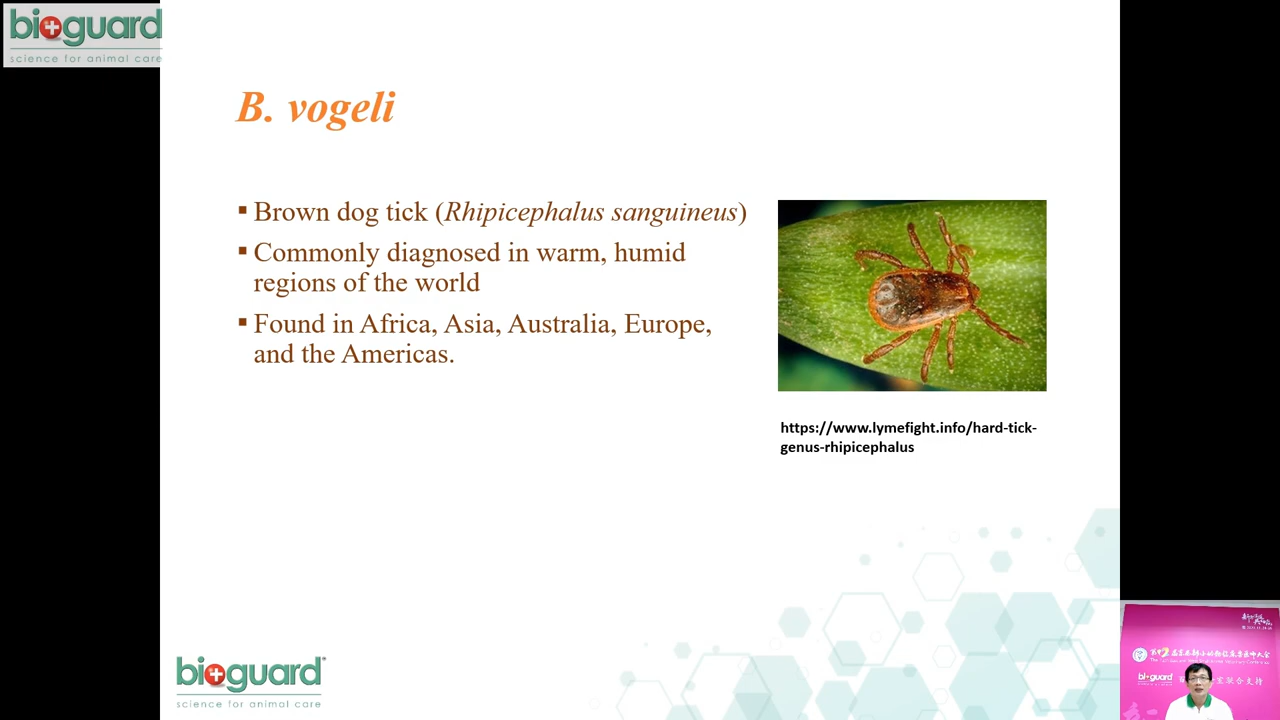 bioguard
science for animal care
B. vogeli
▪ Brown dog tick (Rhipicephalus sanguineus)
▪ Commonly diagnosed in warm, humid
regions of the world
▪ Found in Africa, Asia, Australia, Europe,
and the Americas.
https://www.lymefight.info/hard-tick-
genus-rhipicephalus
bioguard
science for animal care
bioguard